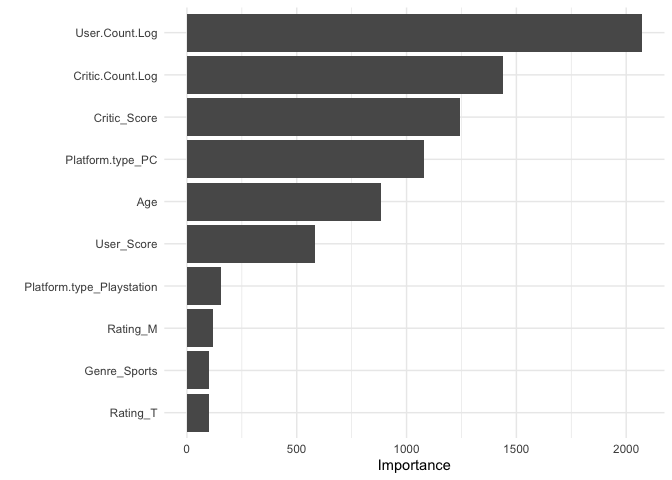 User.Count.Log
Critic.Count.Log
Critic_Score
Platform.type_PC
Age
User_Score
Platform.type_Playstation
Rating_M
Genre_Sports
Rating_T
0 500 1000 1500 2000
Importance